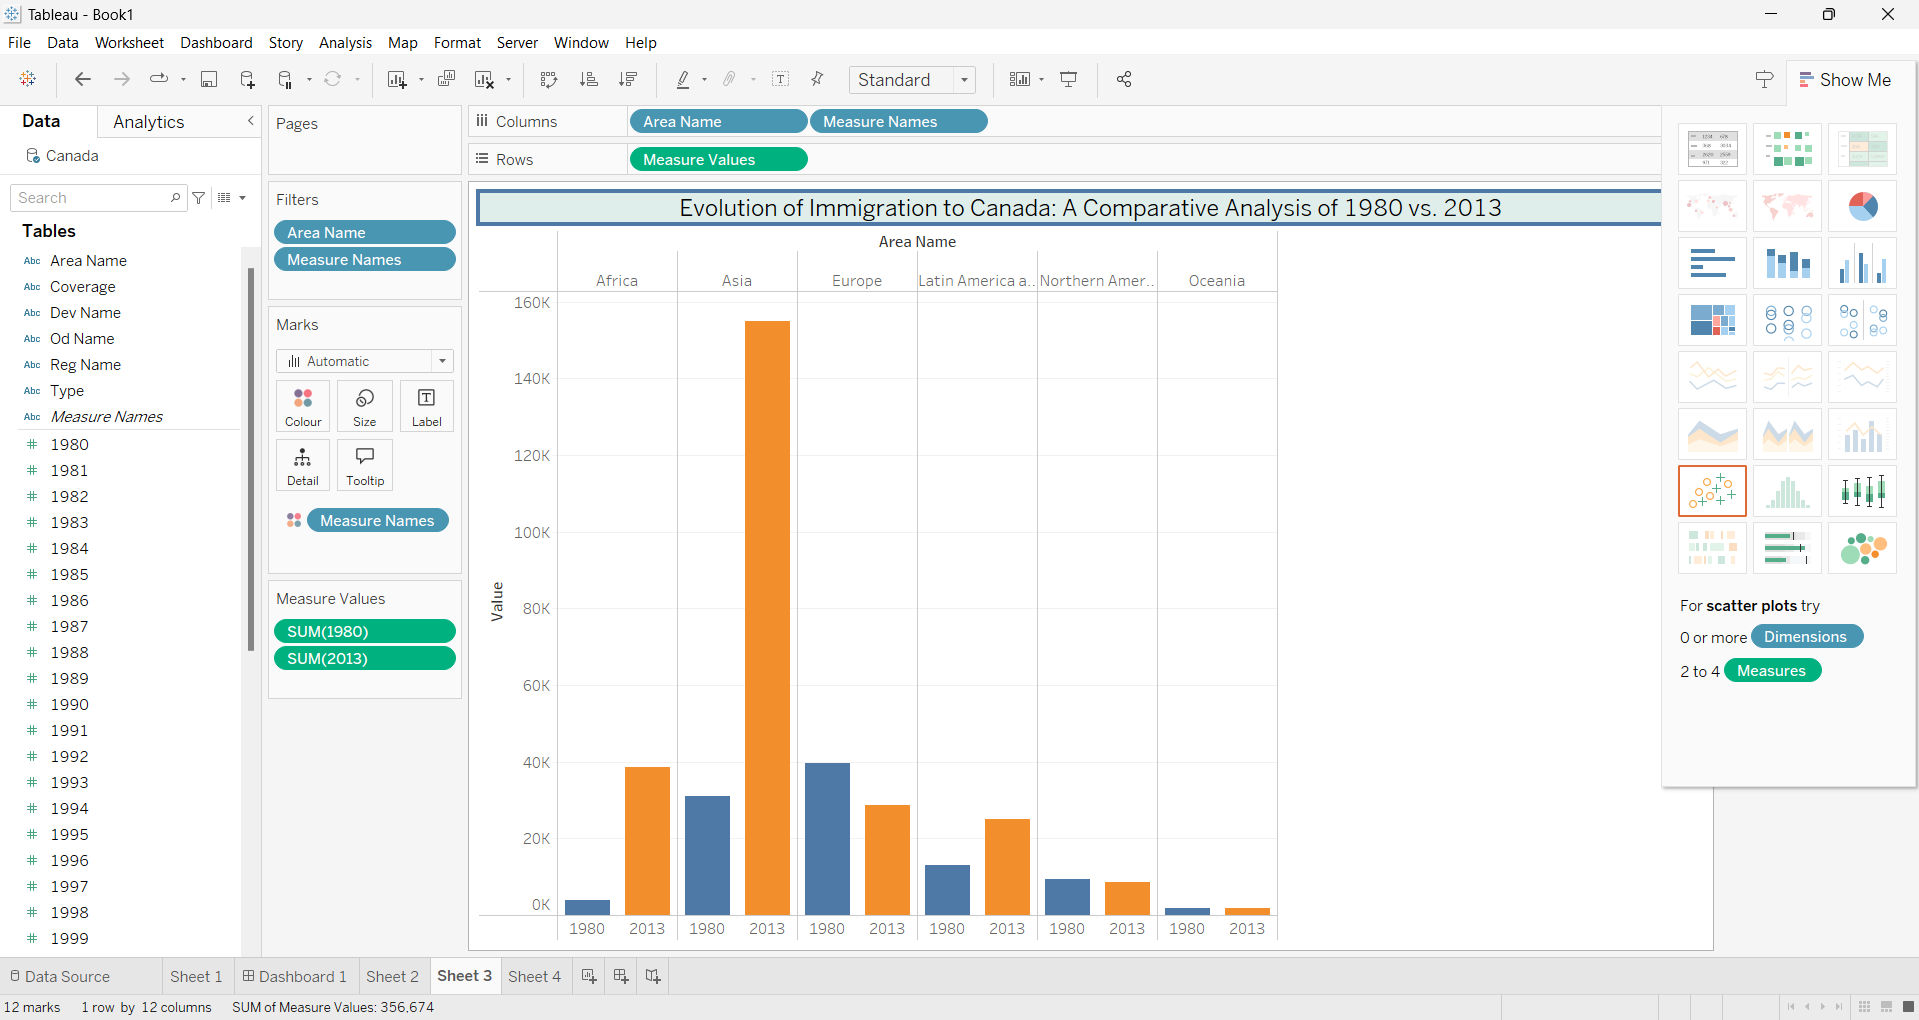 Tableau - Book1
File Data Worksheet Dashboard Story Analysis Map Format Server Window Help
Standard
Show Me
Data Analytics
Canada
Search
Tables
Abc Area Name
Abc Coverage
Abc Dev Name
Abc Od Name
Abc Reg Name
Abc Type
Abc Measure Names
# 1980
# 1981
# 1982
# 1983
# 1984
# 1985
# 1986
# 1987
# 1988
# 1989
# 1990
# 1991
# 1992
# 1993
# 1994
# 1995
# 1996
# 1997
# 1998
# 1999
Pages
Filters
Area Name
Measure Names
Marks
Automatic
Colour Size Label
Detail Tooltip
Measure Names
Measure Values
SUM(1980)
SUM(2013)
Columns Area Name Measure Names
Rows Measure Values
Evolution of Immigration to Canada: A Comparative Analysis of 1980 vs. 2013
Area Name
Africa Asia Europe Latin America a.. Northern Amer.. Oceania
160K
140K
120K
100K
80K
60K
40K
20K
0K
Value
1980 2013 1980 2013 1980 2013 1980 2013 1980 2013 1980 2013
For scatter plots try
0 or more Dimensions
2 to 4 Measures
Data Source Sheet 1 Dashboard 1 Sheet 2 Sheet 3 Sheet 4
12 marks 1 row by 12 columns SUM of Measure Values: 356,674